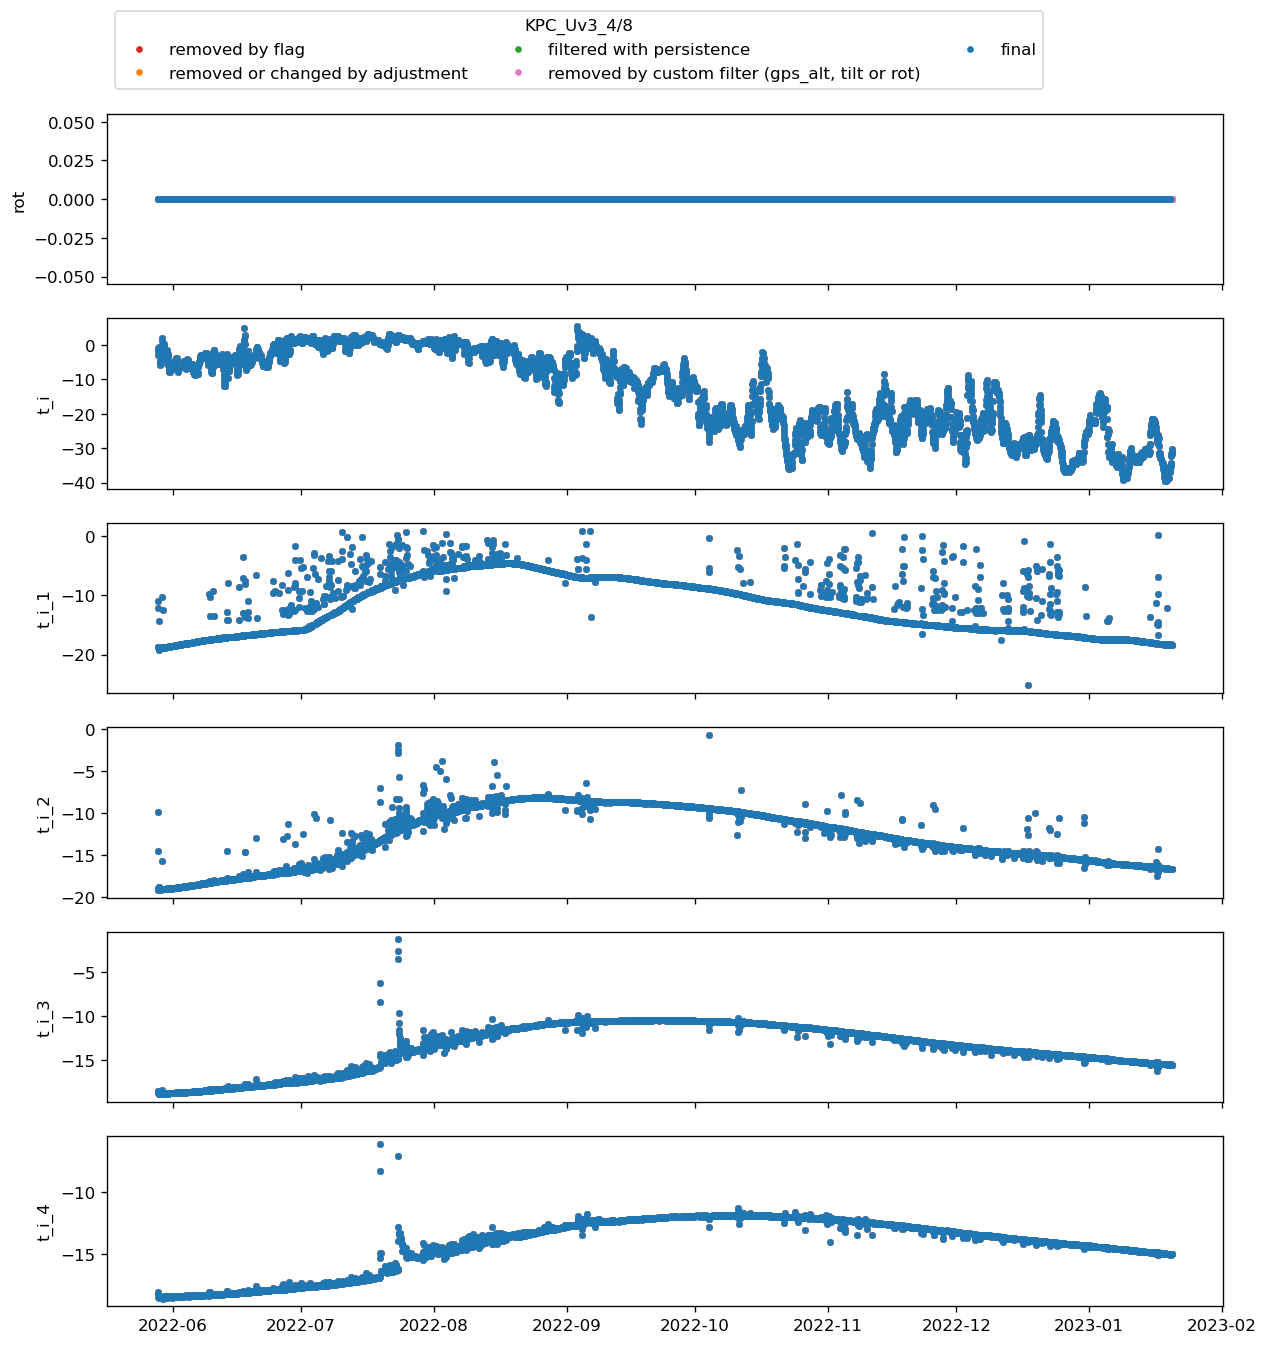 KPC_Uv3_4/8
removed by flag
filtered with persistence
final
removed or changed by adjustment
removed by custom filter (gps_alt, tilt or rot)
0.050
0.025
0.000
−0.025
−0.050
rot
0
−10
−20
−30
−40
t_i
0
−10
−20
t_i_1
0
−5
−10
−15
−20
t_i_2
−5
−10
−15
t_i_3
−10
−15
t_i_4
2022-06
2022-07
2022-08
2022-09
2022-10
2022-11
2022-12
2023-01
2023-02